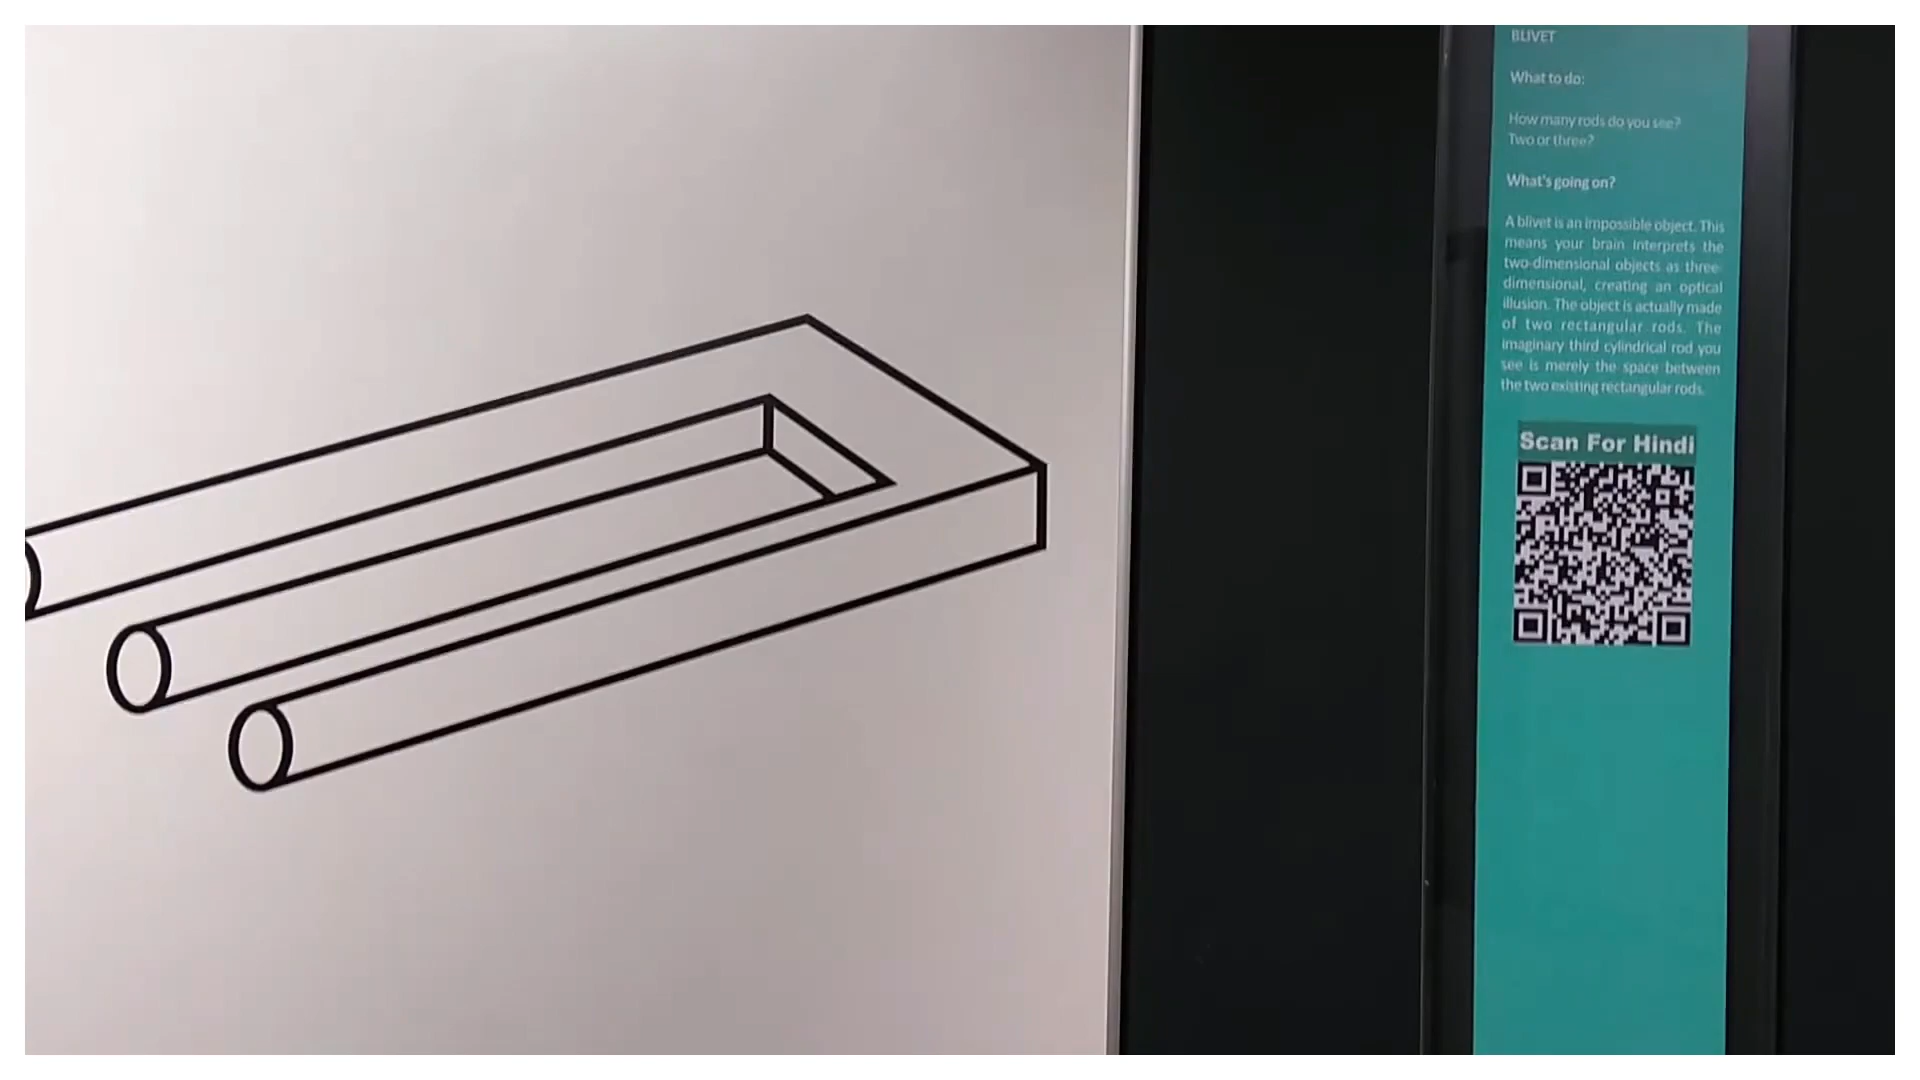 BLIVET
What to do:
How many rods do you see?
Two or three?
What's going on?
A blivet is an impossible object. This
means your brain interprets the
two-dimensional objects as three-
dimensional, creating an optical
illusion. The object is actually made
of two rectangular rods. The
imaginary third cylindrical rod you
see is merely the space between
the two existing rectangular rods.
Scan For Hindi